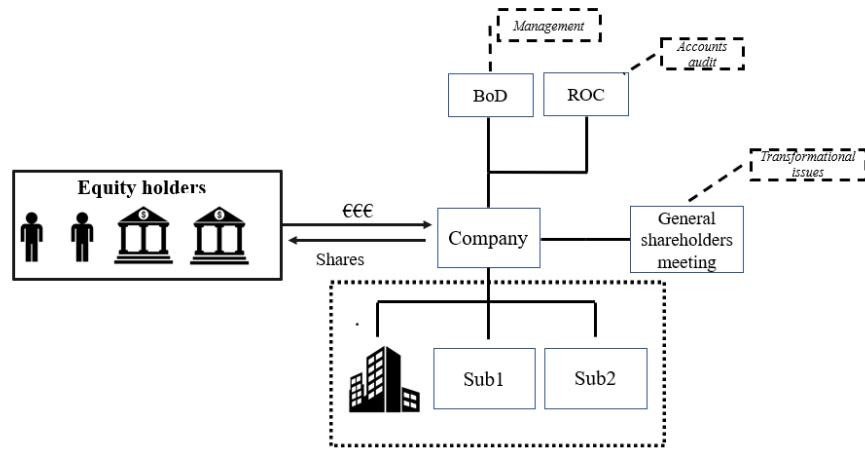 Management
Accounts
audit
BoD
ROC
Transformational
issues
Equity holders
$
$
€€€
Shares
Company
General
shareholders
meeting
Sub1
Sub2